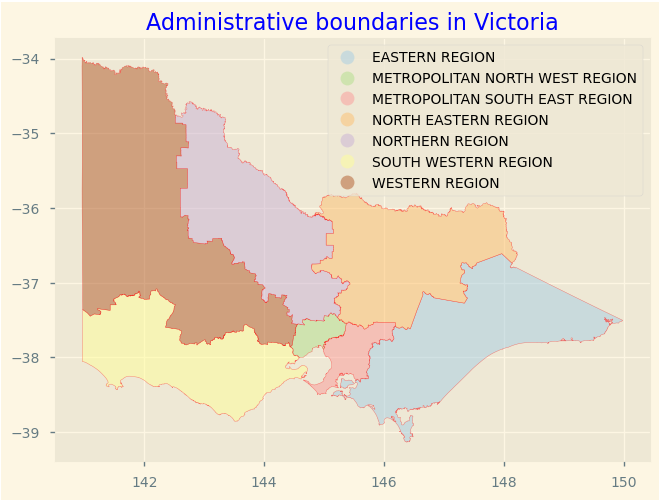 Administrative boundaries in Victoria
EASTERN REGION
METROPOLITAN NORTH WEST REGION
METROPOLITAN SOUTH EAST REGION
NORTH EASTERN REGION
NORTHERN REGION
SOUTH WESTERN REGION
WESTERN REGION
−34
−35
−36
−37
−38
−39
142
144
146
148
150